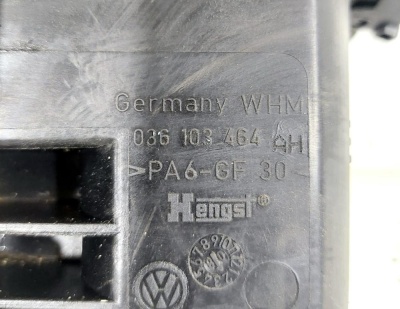 Germany WHM
036 103 464 AH
>PA6-GF 30
Hengst®